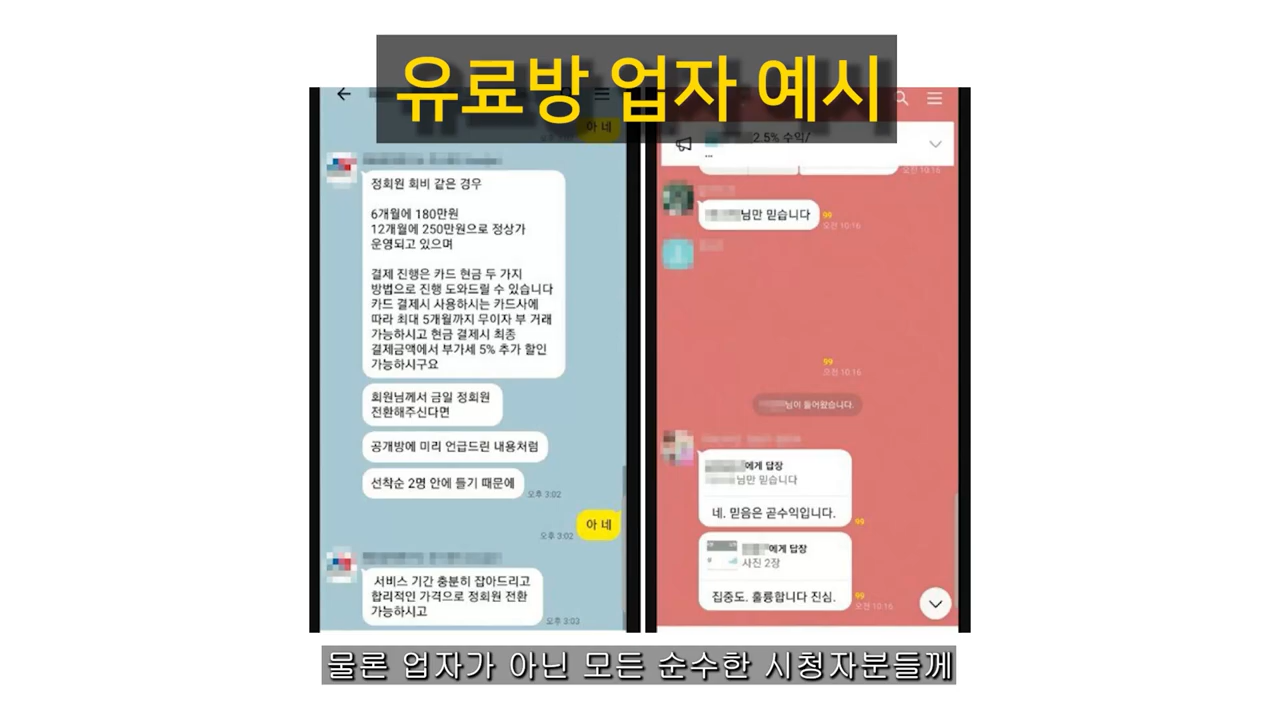 유료방 업자 예시
아 네
정회원 회비 같은 경우
6개월에 180만원
12개월에 250만원으로 정상가
운영되고 있으며
결제 진행은 카드 현금 두 가지
방법으로 진행 도와드릴 수 있습니다
카드 결제시 사용하시는 카드사에
따라 최대 5개월까지 무이자 부 거래
가능하시고 현금 결제시 최종
결제금액에서 부가세 5% 추가 할인
가능하시구요
회원님께서 금일 정회원
전환해주신다면
공개방에 미리 언급드린 내용처럼
선착순 2명 안에 들기 때문에
오후 3:02
아 네
오후 3:02
서비스 기간 충분히 잡아드리고
합리적인 가격으로 정회원 전환
가능하시고
오후 3:03
2.5% 수익/
...
오전 10:16
님만 믿습니다
99
오전 10:16
99
오전 10:16
님이 들어왔습니다.
에게 답장
님만 믿습니다
네. 믿음은 곧수익입니다.
99
에게 답장
사진 2장
집중도. 훌륭합니다 진심.
99
오전 10:16
물론 업자가 아닌 모든 순수한 시청자분들께